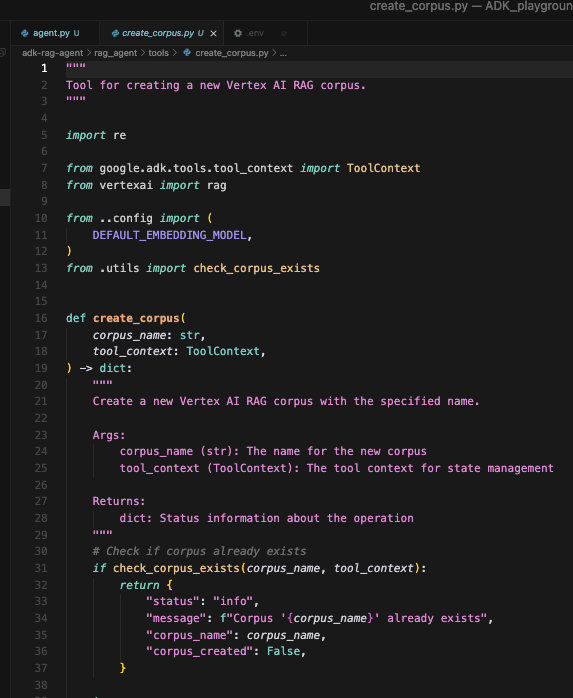 create_corpus.py — ADK_playground
agent.py U
create_corpus.py U ×
.env
adk-rag-agent > rag_agent > tools > create_corpus.py > ...
1 """
2 Tool for creating a new Vertex AI RAG corpus.
3 """
4
5 import re
6
7 from google.adk.tools.tool_context import ToolContext
8 from vertexai import rag
9
10 from ..config import (
11     DEFAULT_EMBEDDING_MODEL,
12 )
13 from .utils import check_corpus_exists
14
15
16 def create_corpus(
17     corpus_name: str,
18     tool_context: ToolContext,
19 ) -> dict:
20     """
21     Create a new Vertex AI RAG corpus with the specified name.
22
23     Args:
24         corpus_name (str): The name for the new corpus
25         tool_context (ToolContext): The tool context for state management
26
27     Returns:
28         dict: Status information about the operation
29     """
30     # Check if corpus already exists
31     if check_corpus_exists(corpus_name, tool_context):
32         return {
33             "status": "info",
34             "message": f"Corpus '{corpus_name}' already exists",
35             "corpus_name": corpus_name,
36             "corpus_created": False,
37         }
38